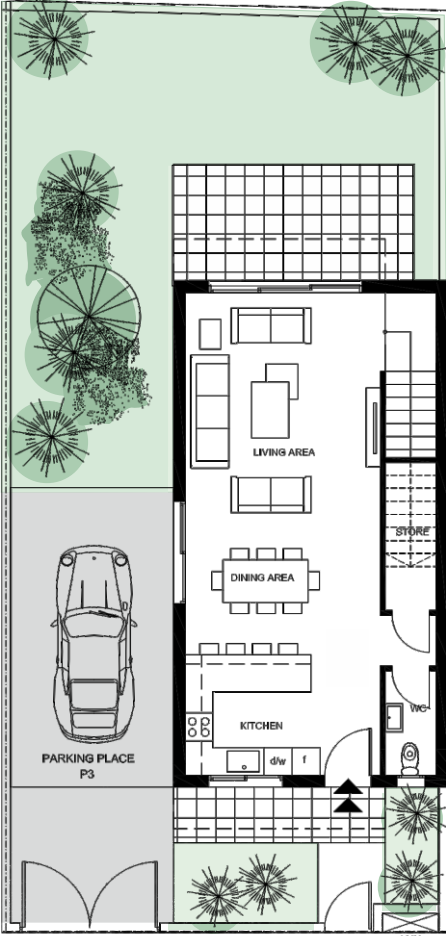 LIVING AREA
STORE
DINING AREA
WC
KITCHEN
d/w
f
PARKING PLACE
P3